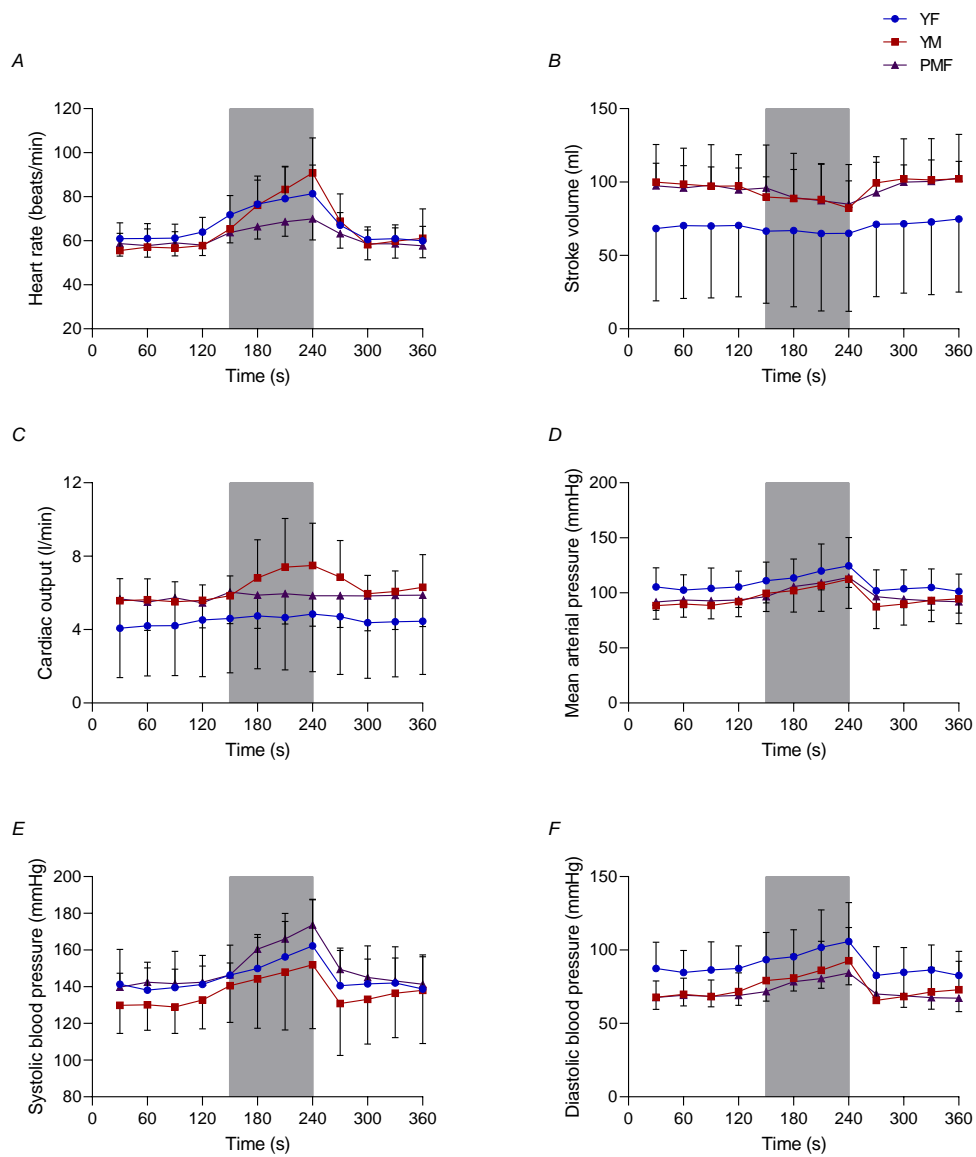 YF
YM
PMF
A
B
120
100
80
60
40
20
Heart rate (beats/min)
0 60 120 180 240 300 360
Time (s)
150
100
50
0
Stroke volume (ml)
0 60 120 180 240 300 360
Time (s)
C
D
12
8
4
0
Cardiac output (l/min)
0 60 120 180 240 300 360
Time (s)
200
150
100
50
0
Mean arterial pressure (mmHg)
0 60 120 180 240 300 360
Time (s)
E
F
200
180
160
140
120
100
80
Systolic blood pressure (mmHg)
0 60 120 180 240 300 360
Time (s)
150
100
50
0
Diastolic blood pressure (mmHg)
0 60 120 180 240 300 360
Time (s)